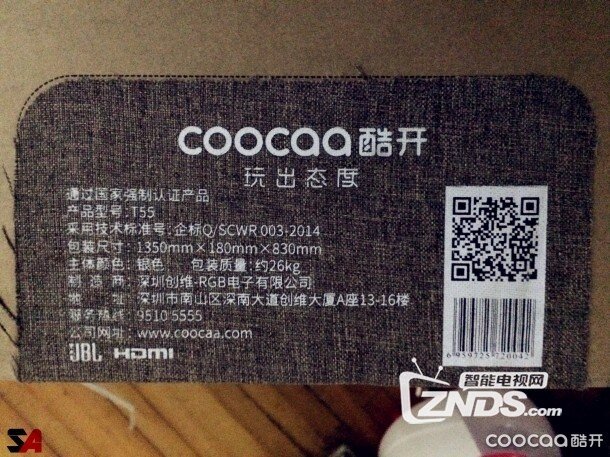 coocaa酷开
玩出态度
通过国家强制认证产品
产品型号: T55
采用技术标准号: 企标Q/SCWR 003-2014
包装尺寸: 1350mm×180mm×830mm
主体颜色: 银色 包装质量: 约26kg
制 造 商: 深圳创维-RGB电子有限公司
地 址: 深圳市南山区深南大道创维大厦A座13-16楼
服务热线: 9510 5555
公司网址: www.coocaa.com
JBL HDMI
6 959725 720042
智能电视网
ZNDS.com
SA
coocaa酷开